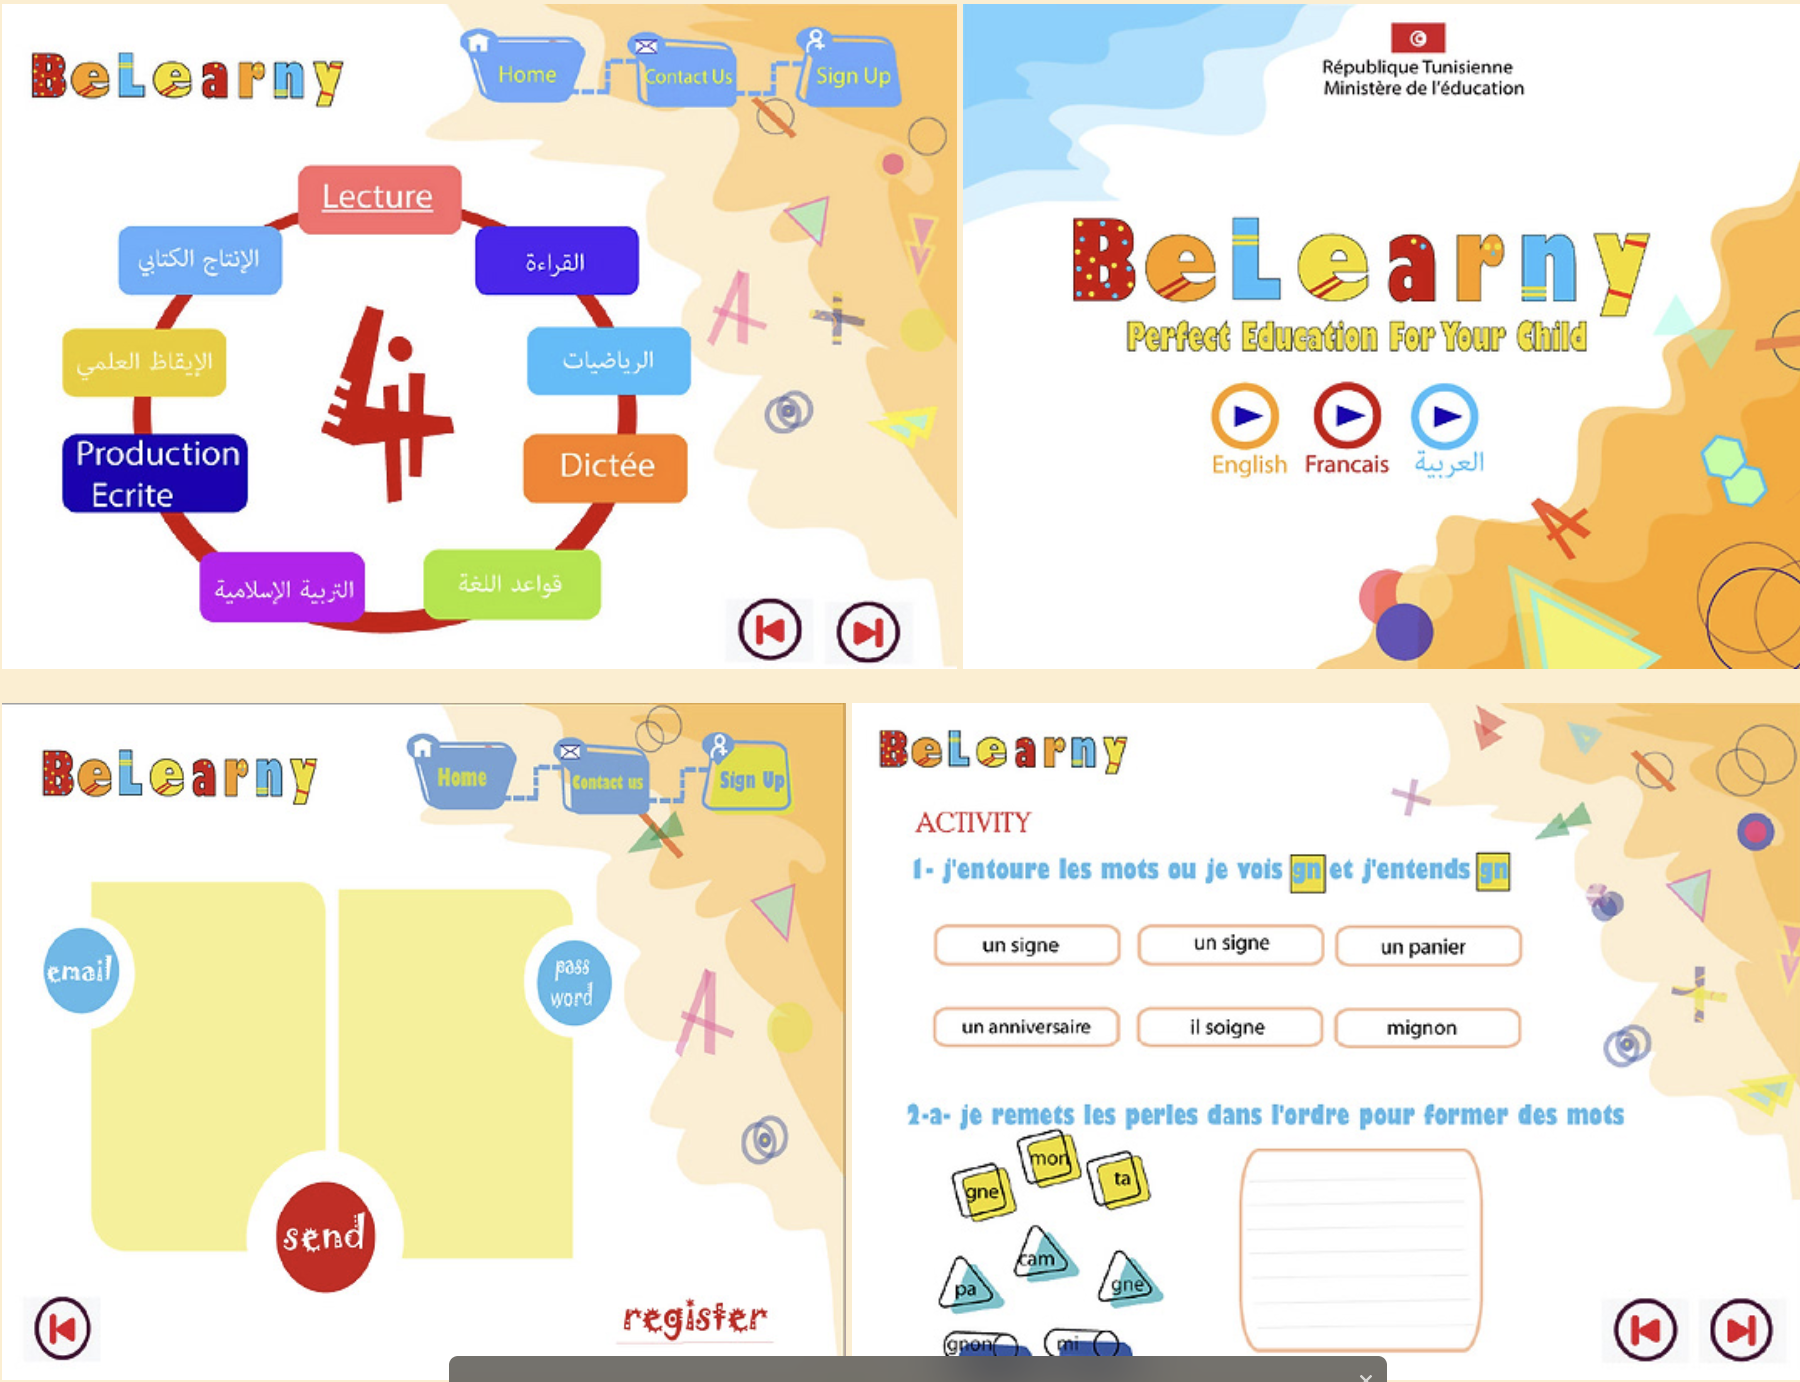 BeLearny
Home
Contact Us
Sign Up
Lecture
الإنتاج الكتابي
القراءة
الإيقاظ العلمي
الرياضيات
4
Production
Ecrite
Dictée
التربية الإسلامية
قواعد اللغة
A
République Tunisienne
Ministère de l'éducation
BeLearny
Perfect Education For Your Child
English
Francais
العربية
A
BeLearny
Home
Contact us
Sign Up
email
pass
word
send
register
A
BeLearny
ACTIVITY
1- j'entoure les mots ou je vois gn et j'entends gn
un signe
un signe
un panier
un anniversaire
il soigne
mignon
2-a- je remets les perles dans l'ordre pour former des mots
gne
mon
ta
pa
cam
gne
gnon
mi